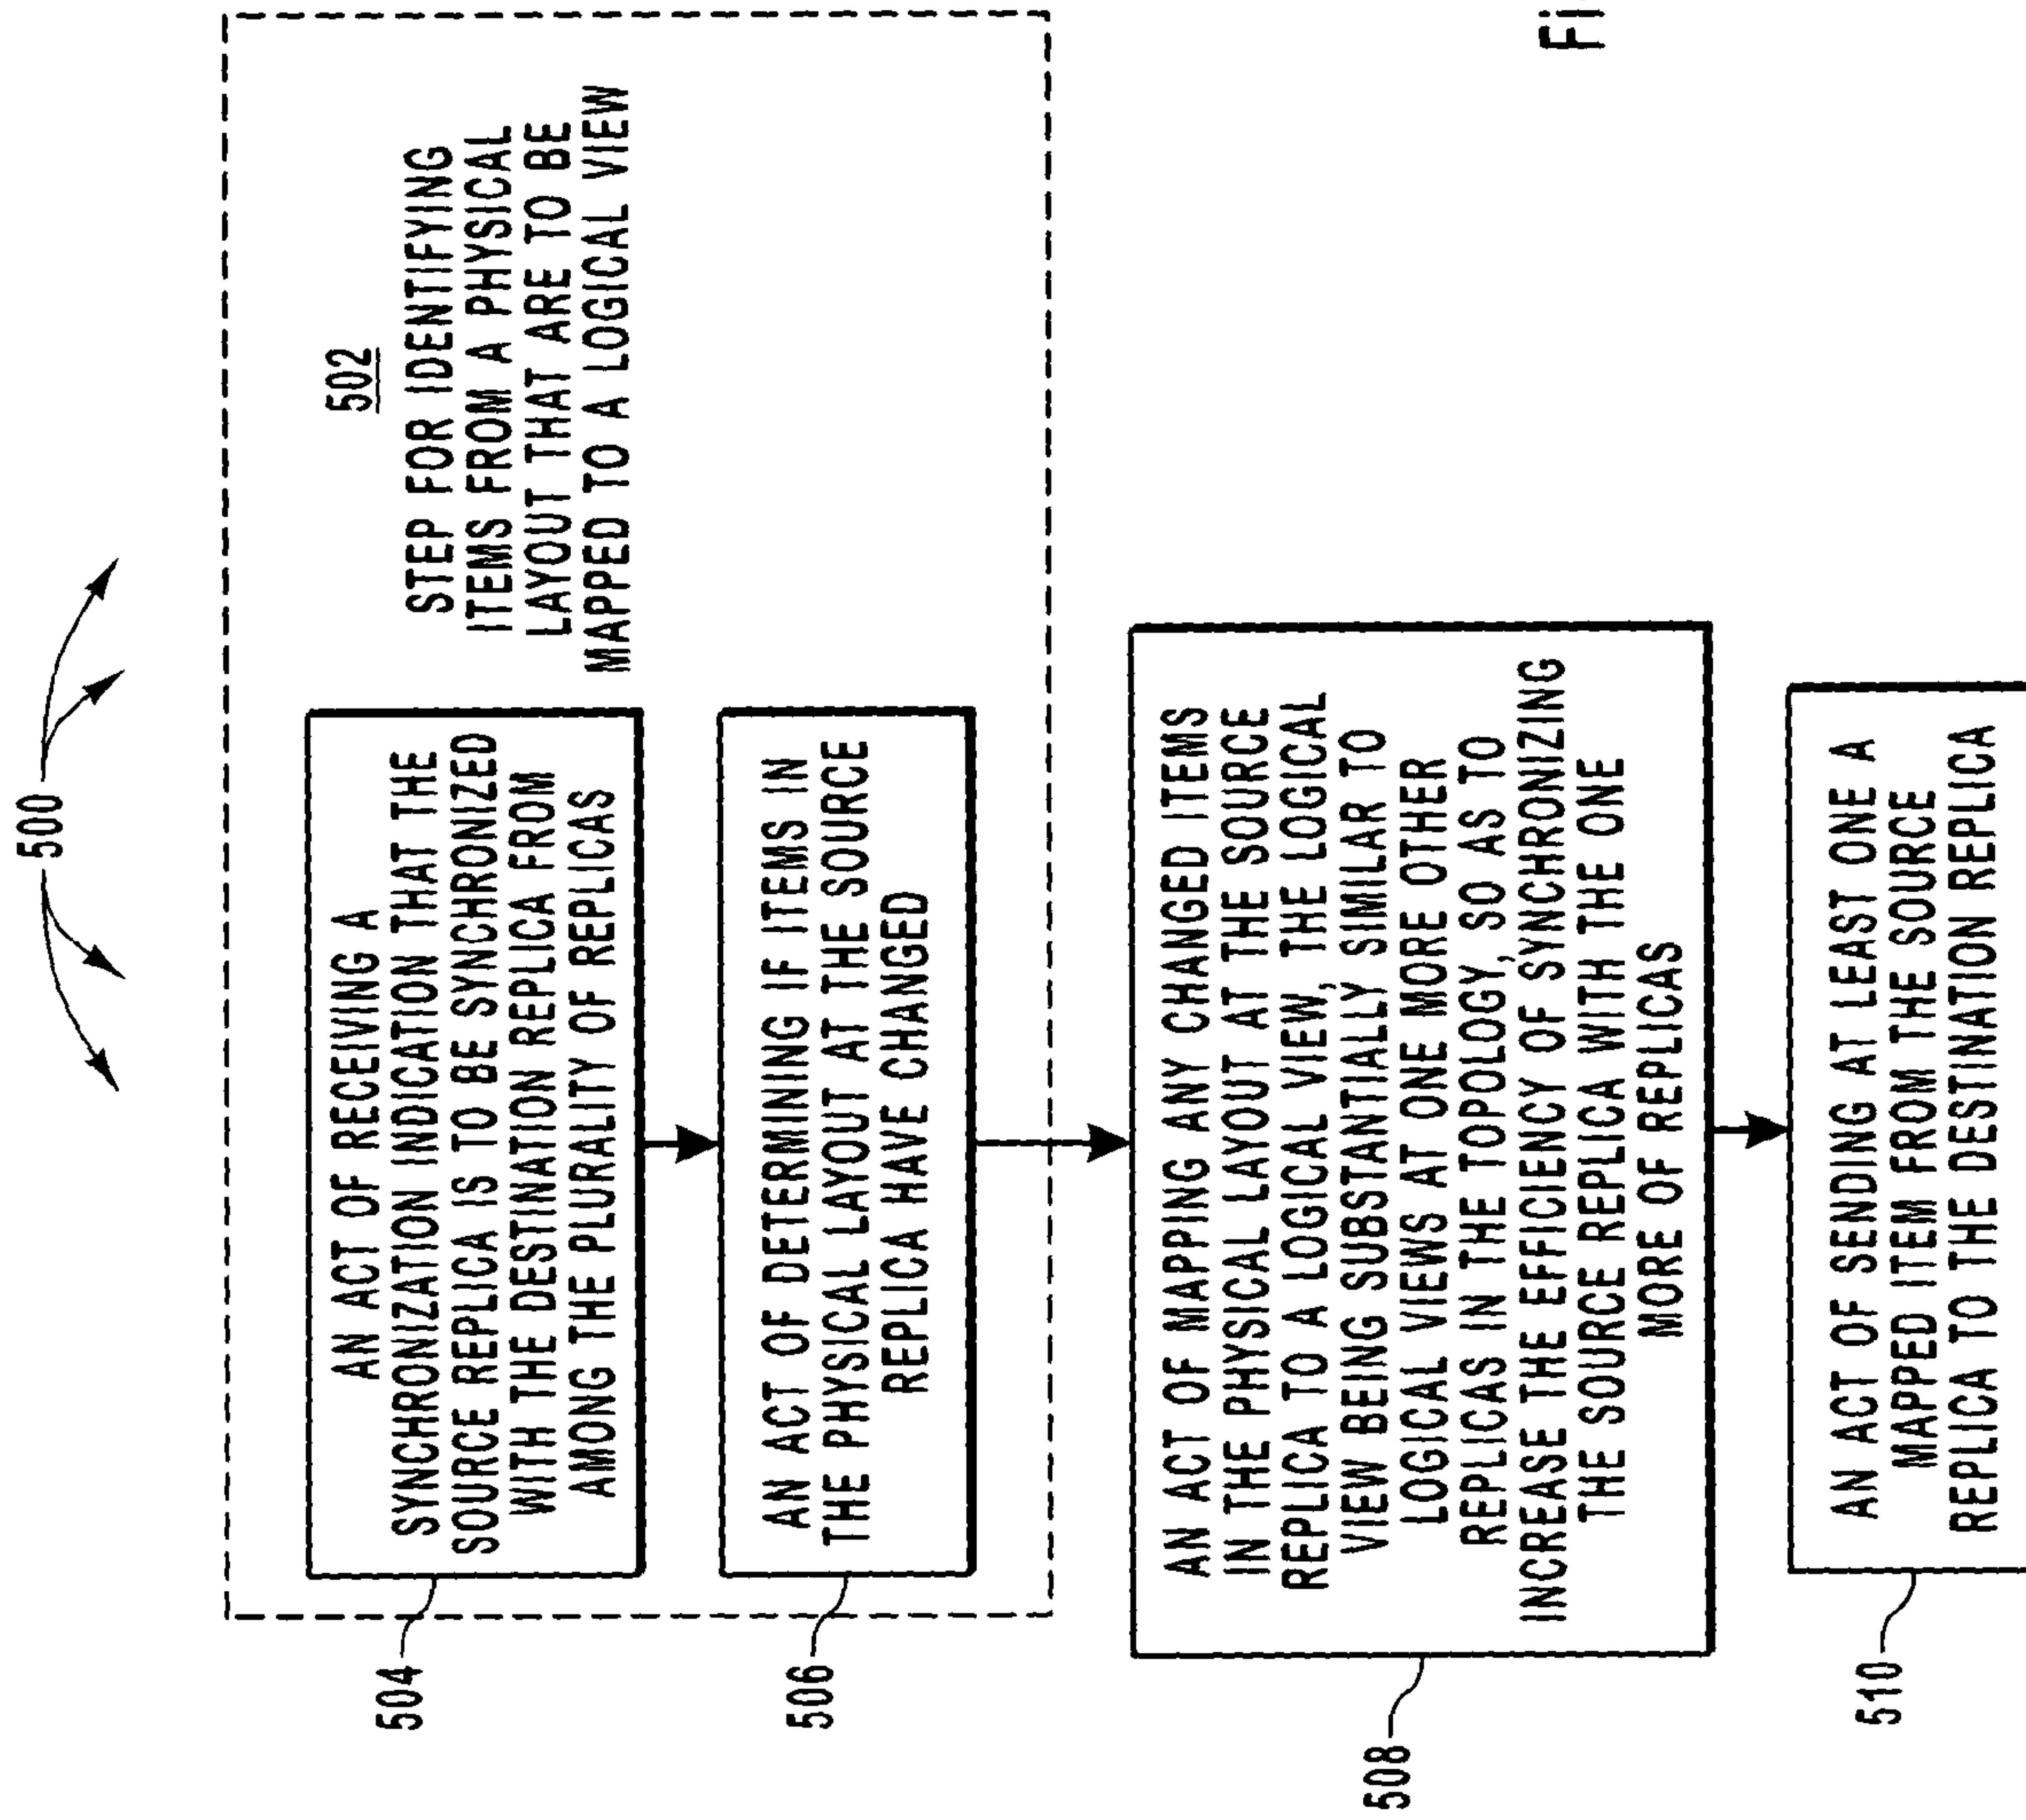 500
502
STEP FOR IDENTIFYING
ITEMS FROM A PHYSICAL
LAYOUT THAT ARE TO BE
MAPPED TO A LOGICAL VIEW
504
AN ACT OF RECEIVING A
SYNCHRONIZATION INDICATION THAT THE
SOURCE REPLICA IS TO BE SYNCHRONIZED
WITH THE DESTINATION REPLICA FROM
AMONG THE PLURALITY OF REPLICAS
506
AN ACT OF DETERMINING IF ITEMS IN
THE PHYSICAL LAYOUT AT THE SOURCE
REPLICA HAVE CHANGED
508
AN ACT OF MAPPING ANY CHANGED ITEMS
IN THE PHYSICAL LAYOUT AT THE SOURCE
REPLICA TO A LOGICAL VIEW, THE LOGICAL
VIEW BEING SUBSTANTIALLY SIMILAR TO
LOGICAL VIEWS AT ONE MORE OTHER
REPLICAS IN THE TOPOLOGY, SO AS TO
INCREASE THE EFFICIENCY OF SYNCHRONIZING
THE SOURCE REPLICA WITH THE ONE
MORE OF REPLICAS
510
AN ACT OF SENDING AT LEAST ONE A
MAPPED ITEM FROM THE SOURCE
REPLICA TO THE DESTINATION REPLICA
Fi